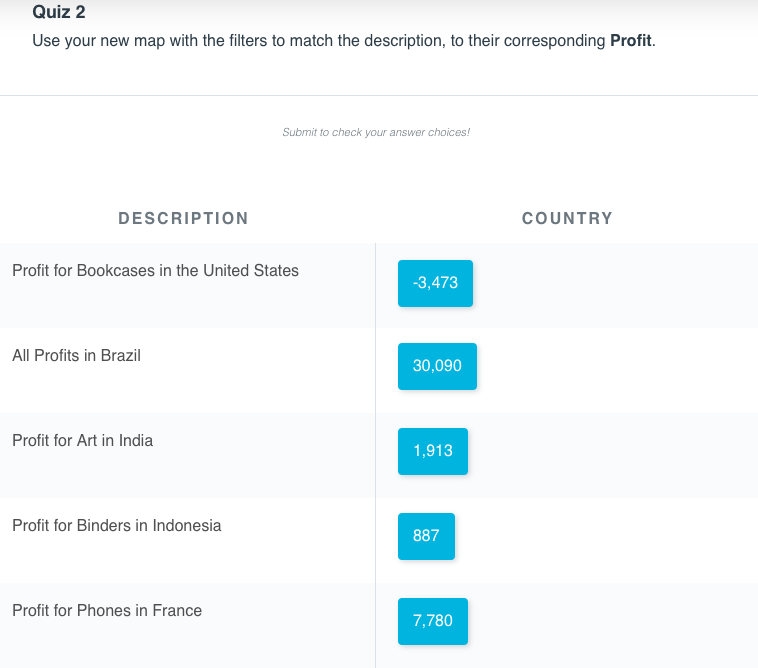 Quiz 2
Use your new map with the filters to match the description, to their corresponding Profit.
Submit to check your answer choices!
DESCRIPTION COUNTRY
Profit for Bookcases in the United States -3,473
All Profits in Brazil 30,090
Profit for Art in India 1,913
Profit for Binders in Indonesia 887
Profit for Phones in France 7,780